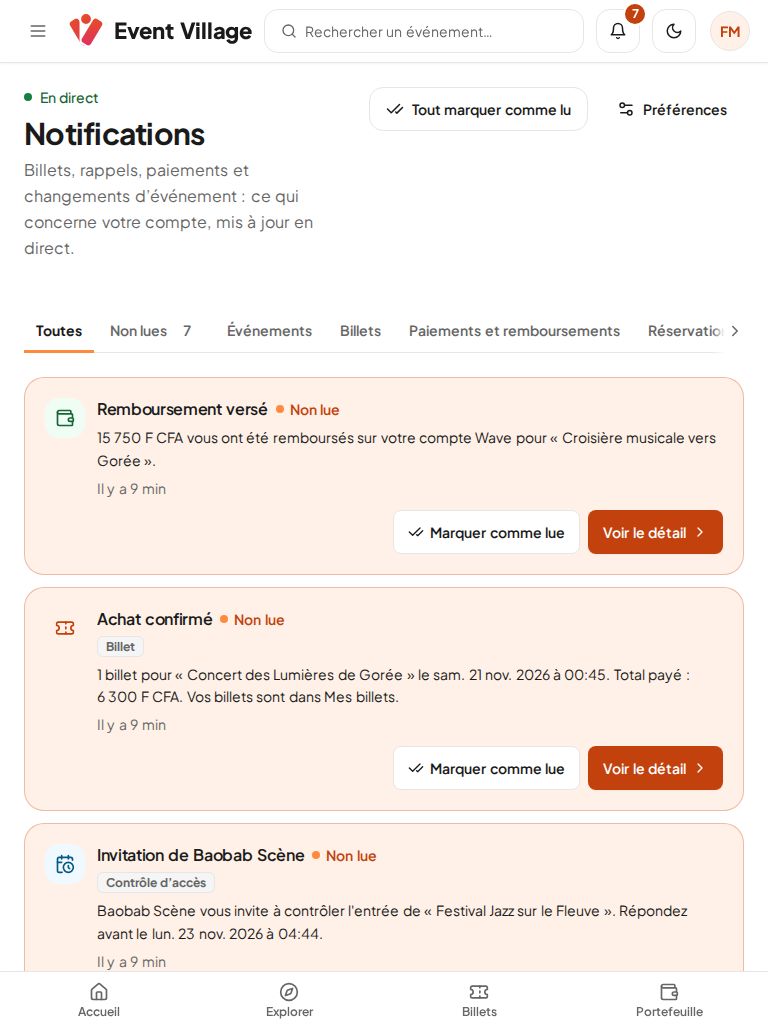 Event Village
Rechercher un événement…
7
FM
En direct
Notifications
Billets, rappels, paiements et
changements d’événement : ce qui
concerne votre compte, mis à jour en
direct.
Tout marquer comme lu
Préférences
Toutes
Non lues 7
Événements
Billets
Paiements et remboursements
Réservatio
Remboursement versé
Non lue
15 750 F CFA vous ont été remboursés sur votre compte Wave pour « Croisière musicale vers
Gorée ».
Il y a 9 min
Marquer comme lue
Voir le détail
Achat confirmé
Non lue
Billet
1 billet pour « Concert des Lumières de Gorée » le sam. 21 nov. 2026 à 00:45. Total payé :
6 300 F CFA. Vos billets sont dans Mes billets.
Il y a 9 min
Marquer comme lue
Voir le détail
Invitation de Baobab Scène
Non lue
Contrôle d’accès
Baobab Scène vous invite à contrôler l'entrée de « Festival Jazz sur le Fleuve ». Répondez
avant le lun. 23 nov. 2026 à 04:44.
Il y a 9 min
Accueil
Explorer
Billets
Portefeuille